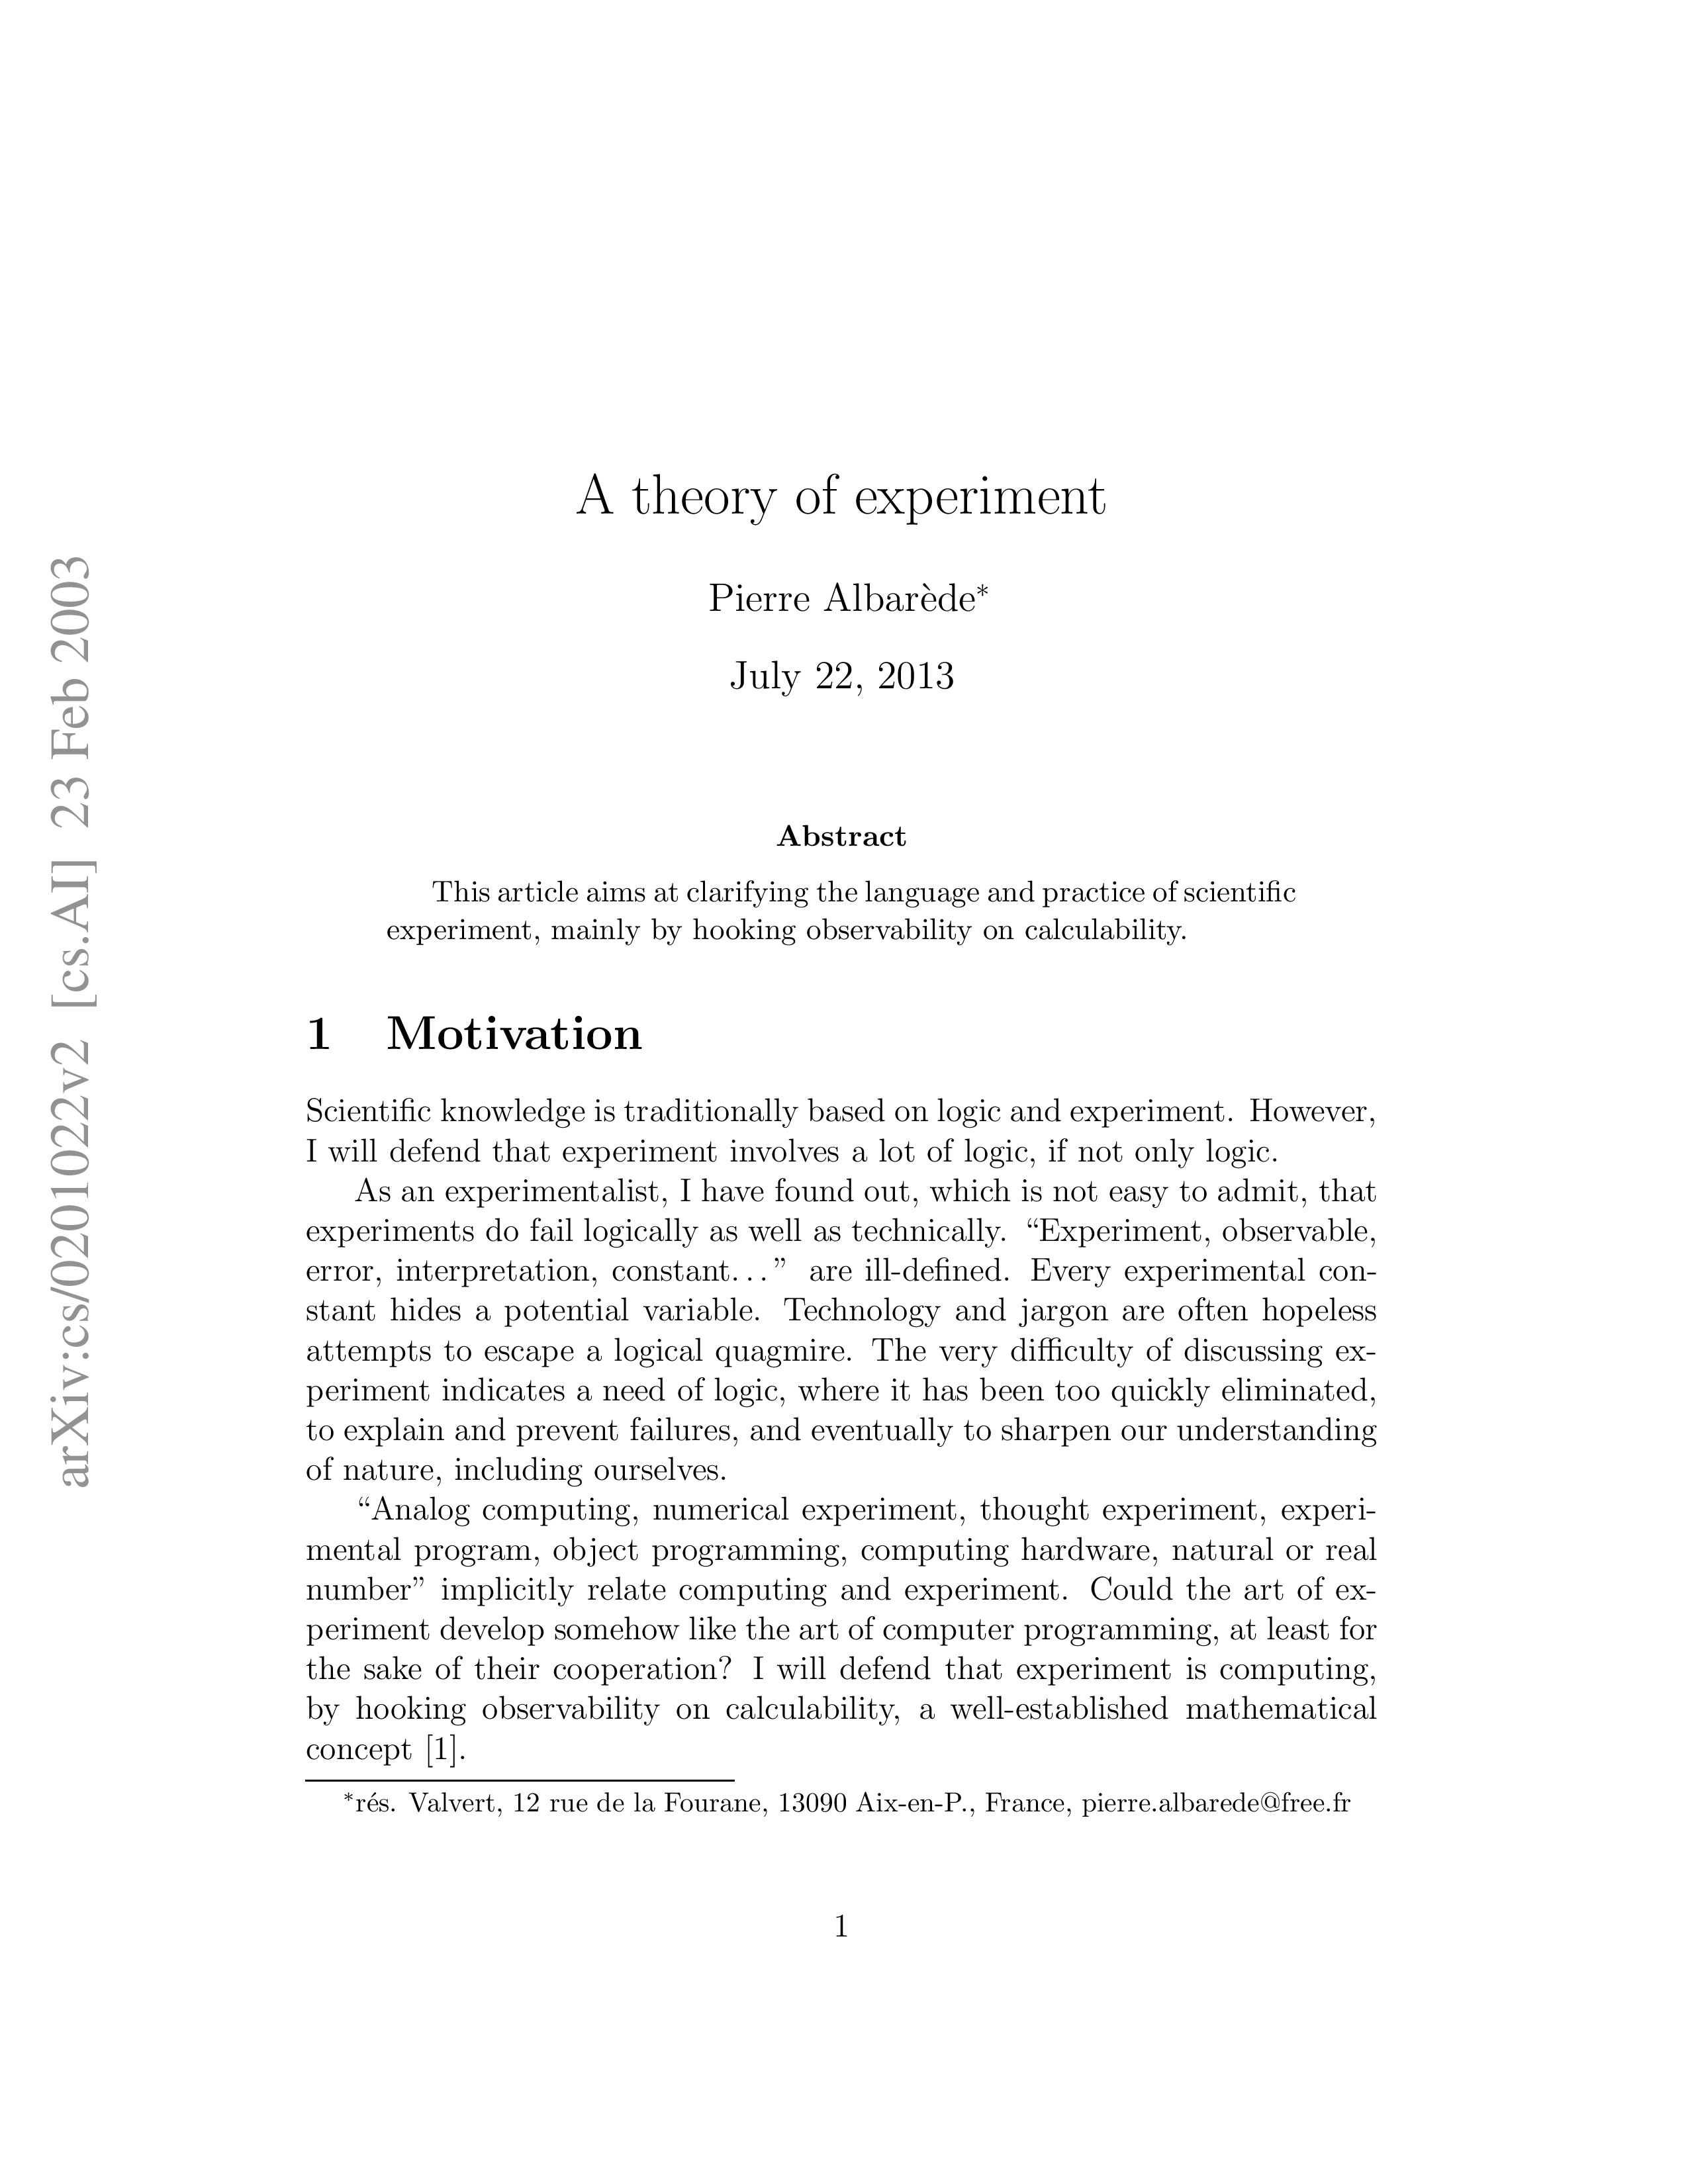 A theory of experiment
Pierre Albarède*
July 22, 2013
Abstract
This article aims at clarifying the language and practice of scientific
experiment, mainly by hooking observability on calculability.
1 Motivation
Scientific knowledge is traditionally based on logic and experiment. However,
I will defend that experiment involves a lot of logic, if not only logic.
As an experimentalist, I have found out, which is not easy to admit, that
experiments do fail logically as well as technically. “Experiment, observable,
error, interpretation, constant...” are ill-defined. Every experimental con-
stant hides a potential variable. Technology and jargon are often hopeless
attempts to escape a logical quagmire. The very difficulty of discussing ex-
periment indicates a need of logic, where it has been too quickly eliminated,
to explain and prevent failures, and eventually to sharpen our understanding
of nature, including ourselves.
“Analog computing, numerical experiment, thought experiment, experi-
mental program, object programming, computing hardware, natural or real
number” implicitly relate computing and experiment. Could the art of ex-
periment develop somehow like the art of computer programming, at least for
the sake of their cooperation? I will defend that experiment is computing,
by hooking observability on calculability, a well-established mathematical
concept [1].
*rés. Valvert, 12 rue de la Fourane, 13090 Aix-en-P., France, pierre.albarede@free.fr
1
arXiv:cs/0201022v2 [cs.AI] 23 Feb 2003